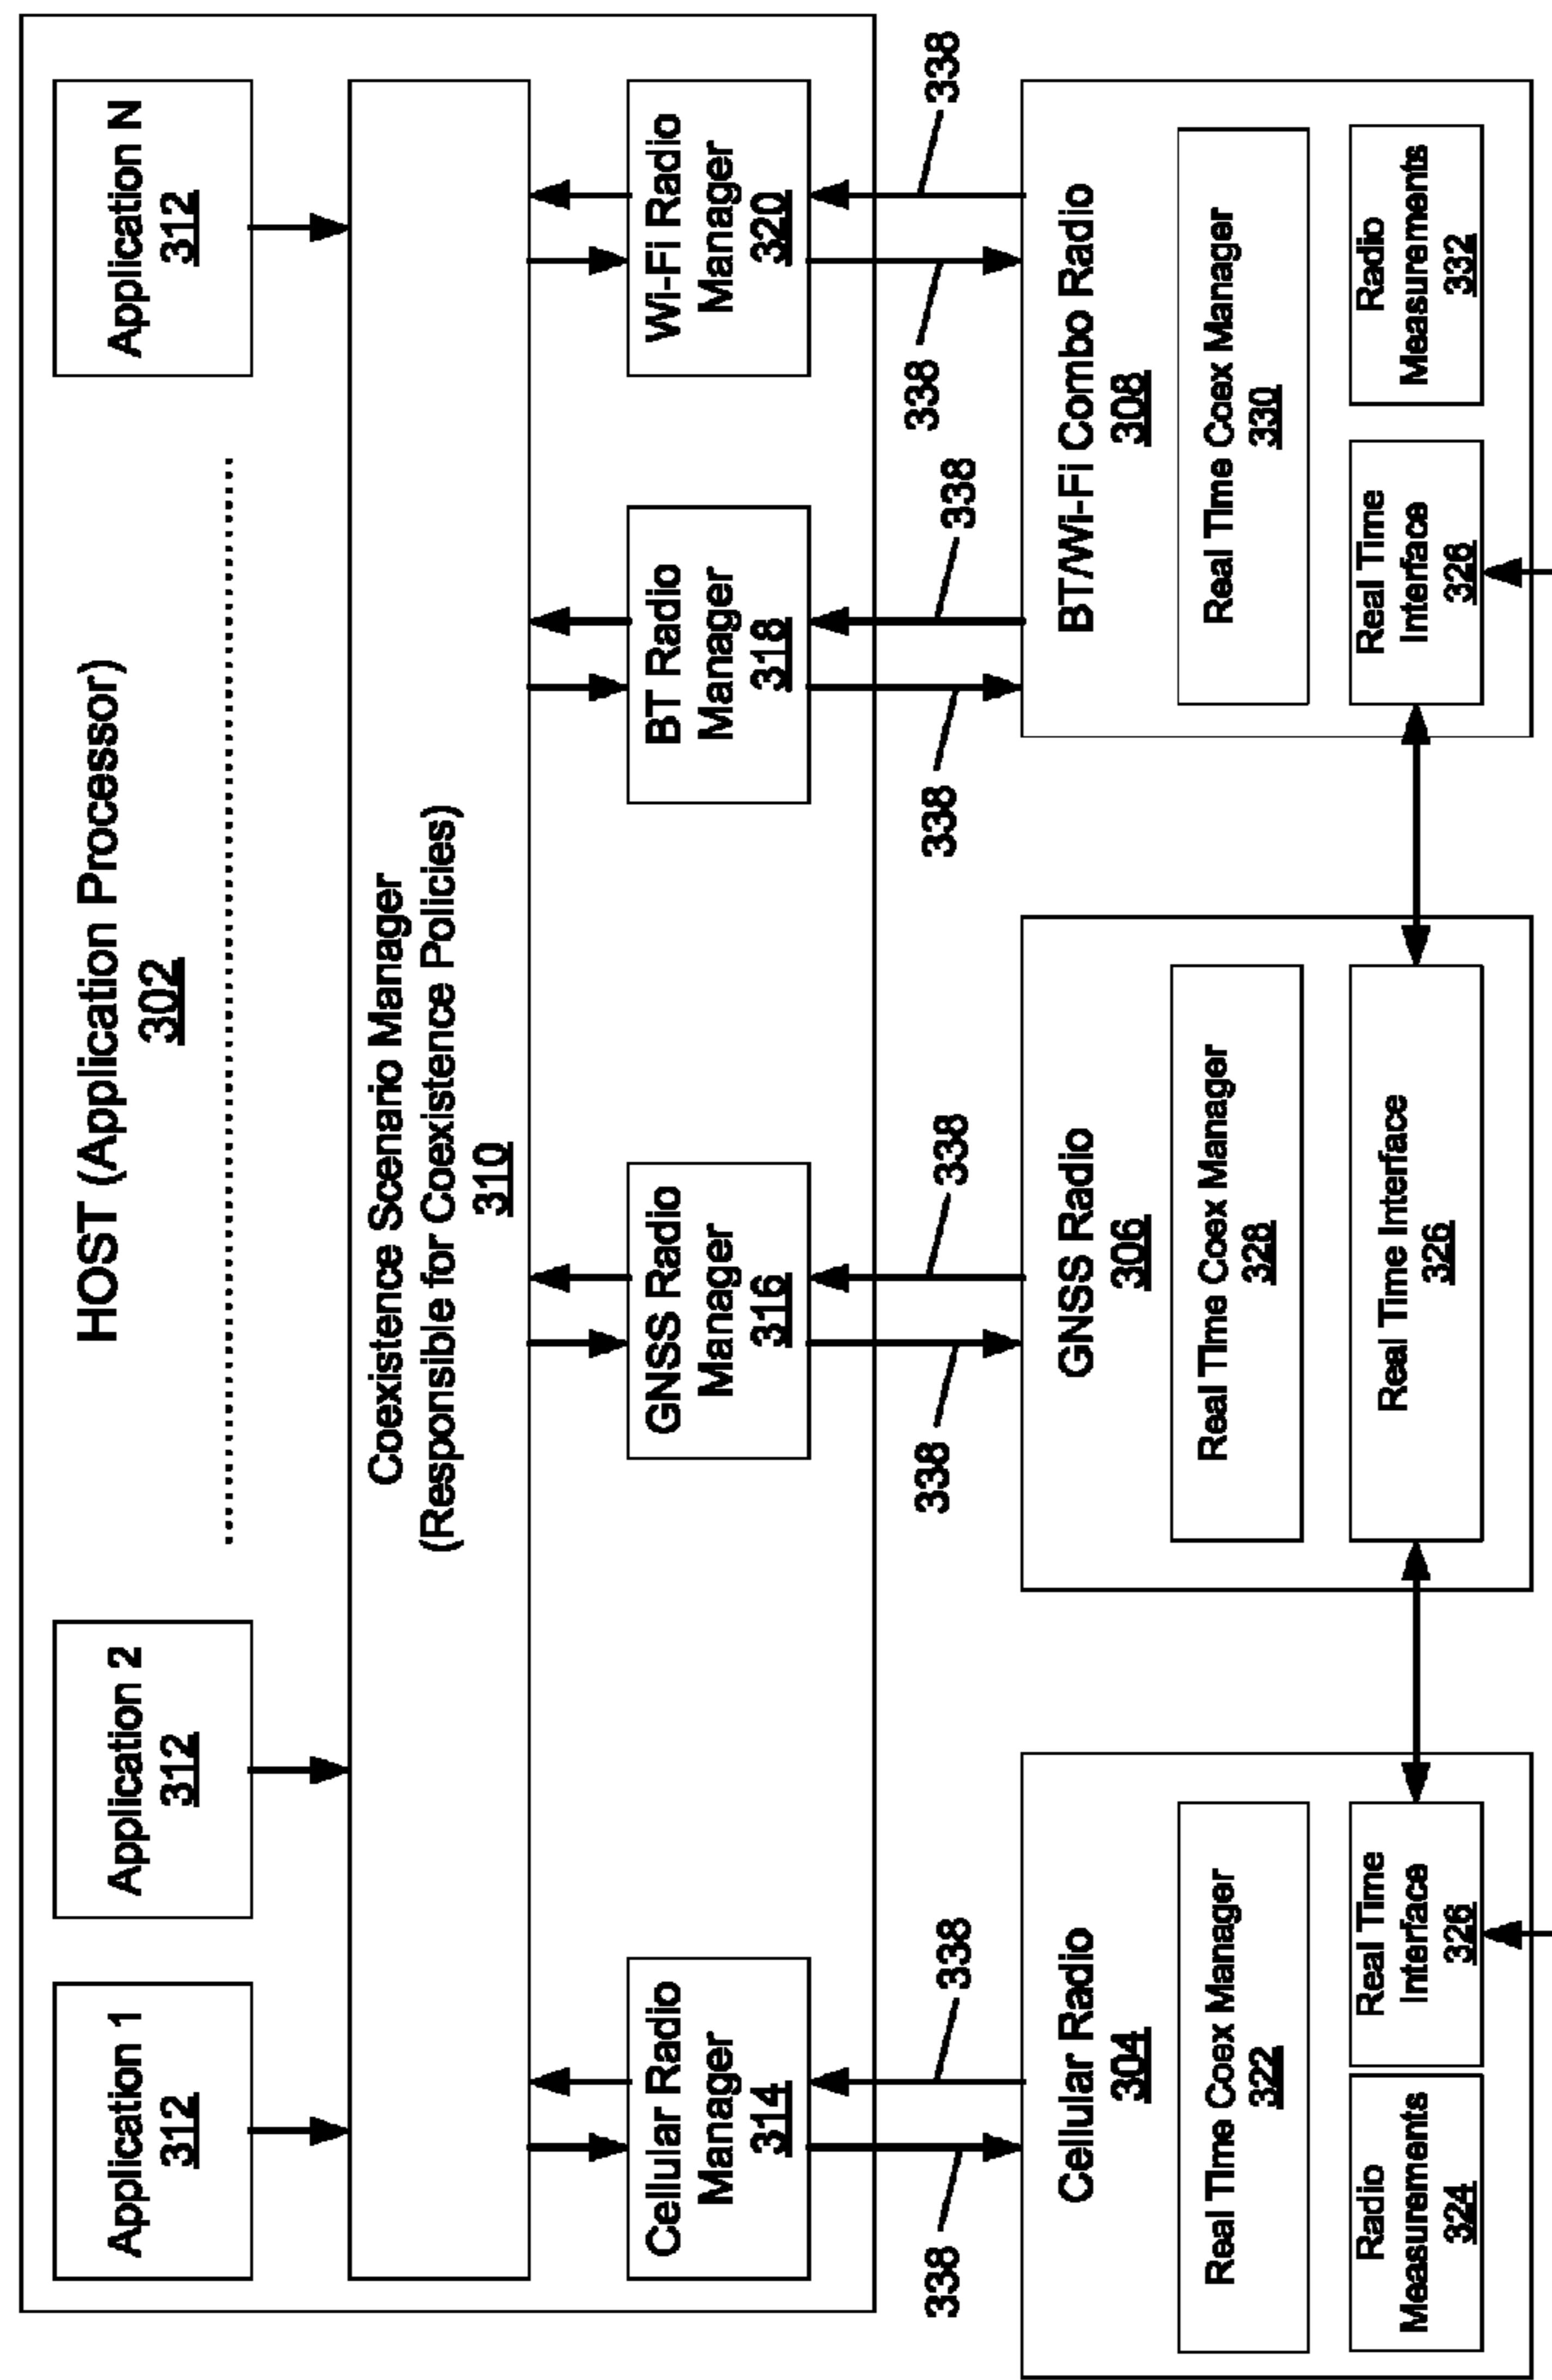 HOST (Application Processor)
302
Application 1
312
Application 2
312
Application N
312
Coexistence Scenario Manager
(Responsible for Coexistence Policies)
310
Cellular Radio
Manager
314
GNSS Radio
Manager
316
BT Radio
Manager
318
Wi-Fi Radio
Manager
320
338
338
338
338
338
338
338
338
Cellular Radio
304
Real Time Coex Manager
322
Radio
Measurements
324
Real Time
Interface
326
GNSS Radio
306
Real Time Coex Manager
328
Real Time Interface
326
BT/Wi-Fi Combo Radio
308
Real Time Coex Manager
330
Real Time
Interface
326
Radio
Measurements
332